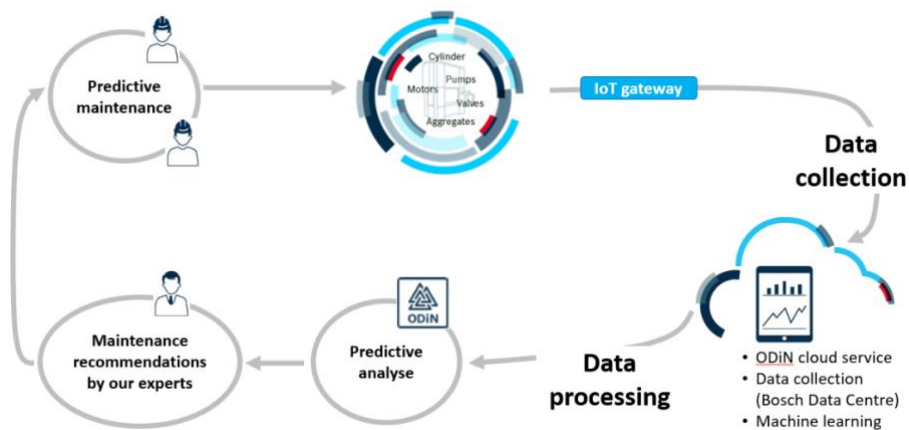 Predictive
maintenance
Cylinder
Pumps
Motors
Valves
Aggregates
IoT gateway
Data
collection
ODiN cloud service
Data collection
(Bosch Data Centre)
Machine learning
Data
processing
ODiN
Predictive
analyse
Maintenance
recommendations
by our experts